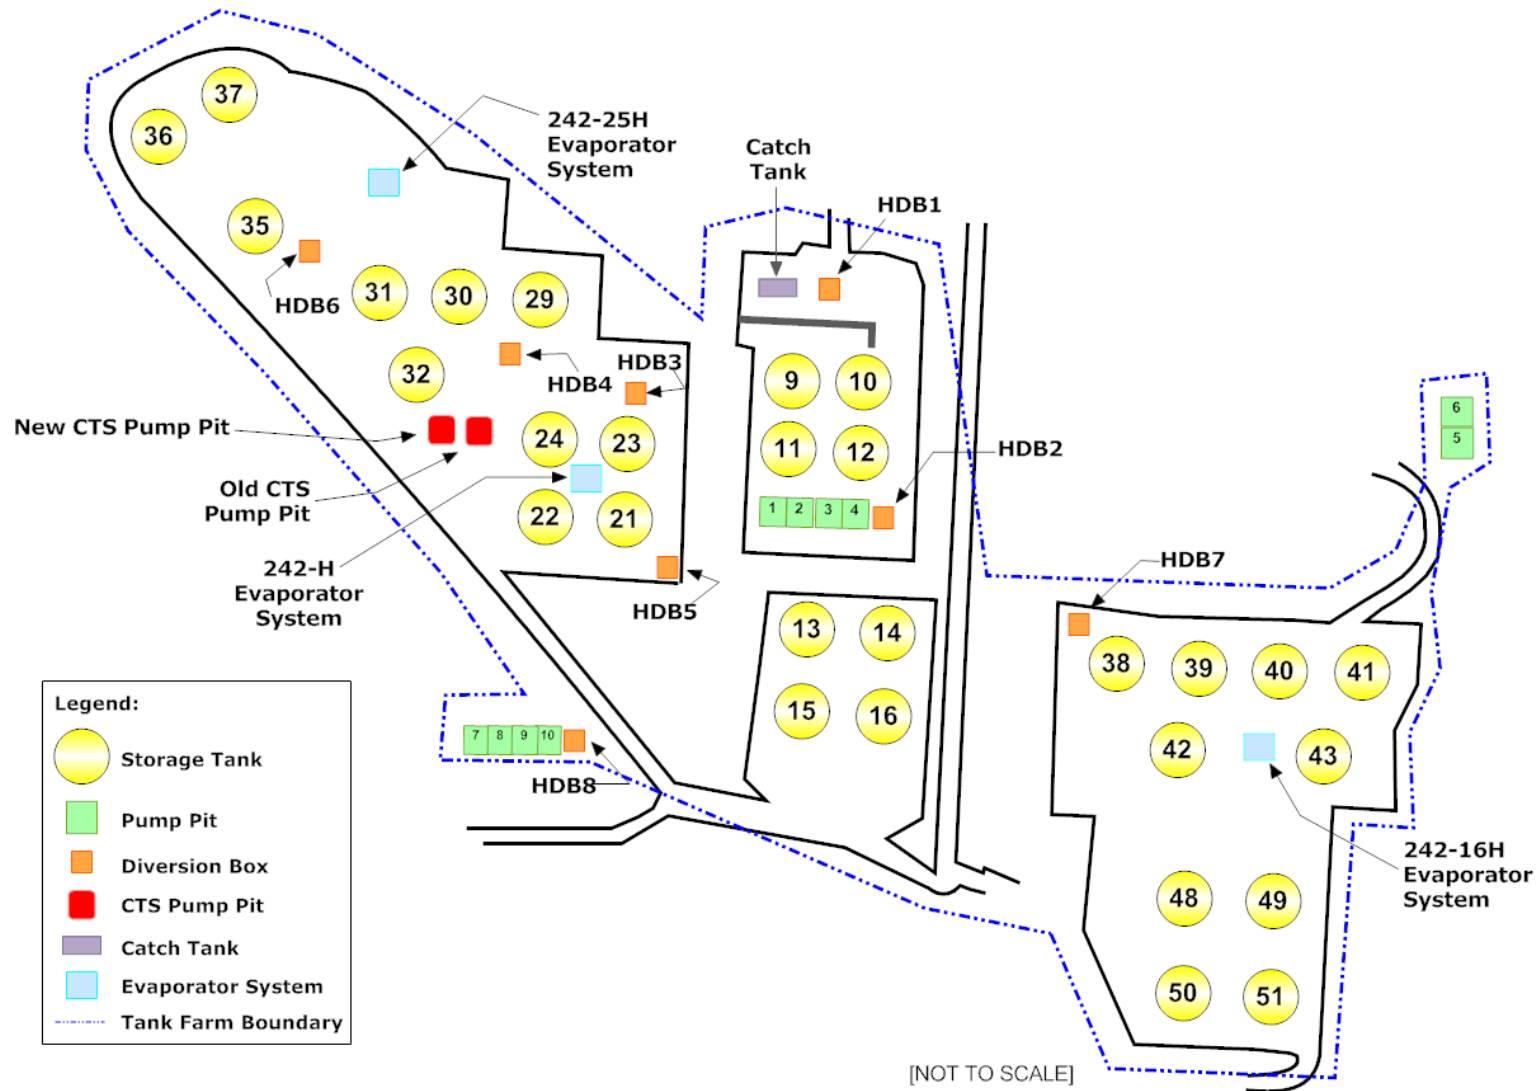 37
36
242-25H
Evaporator
System
Catch
Tank
HDB1
35
HDB6
31
30
29
HDB4
HDB3
32
9
10
New CTS Pump Pit
24
23
11
12
HDB2
6
5
Old CTS
Pump Pit
22
21
1 2 3 4
242-H
Evaporator
System
HDB5
HDB7
13
14
38
39
40
41
15
16
42
43
7 8 9 10
HDB8
242-16H
Evaporator
System
48
49
50
51
Legend:
Storage Tank
Pump Pit
Diversion Box
CTS Pump Pit
Catch Tank
Evaporator System
Tank Farm Boundary
[NOT TO SCALE]